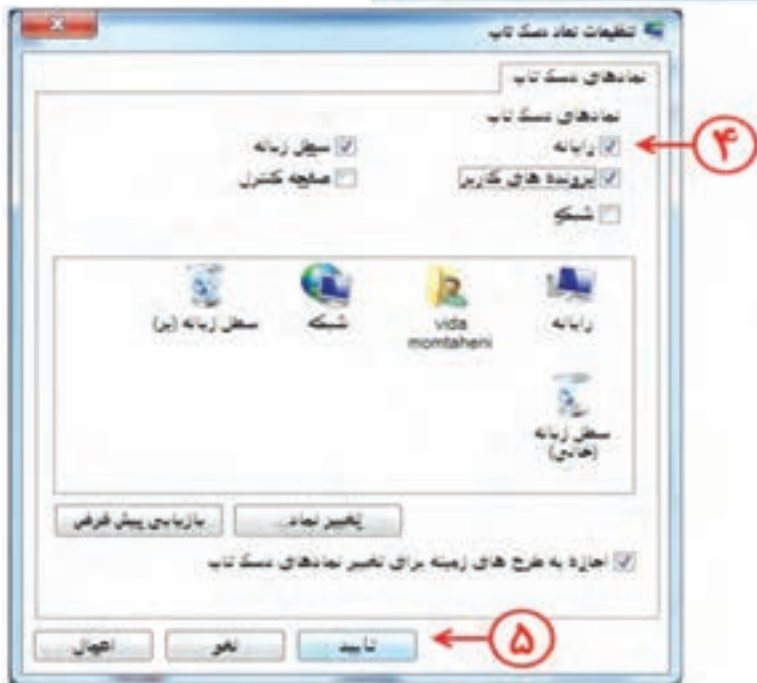 تنظیمات نماد دسک تاپ
نمادهای دسک تاپ
نمادهای دسک تاپ
رایانه
سطل زباله
۴
پرونده های کاربر
صفحه کنترل
شبکه
رایانه
vida momtaheni
شبکه
سطل زباله (پر)
سطل زباله (خالی)
تغییر نماد...
بازیابی پیش فرض
اجازه به طرح های زمینه برای تغییر نمادهای دسک تاپ
تایید
لغو
اعمال
۵